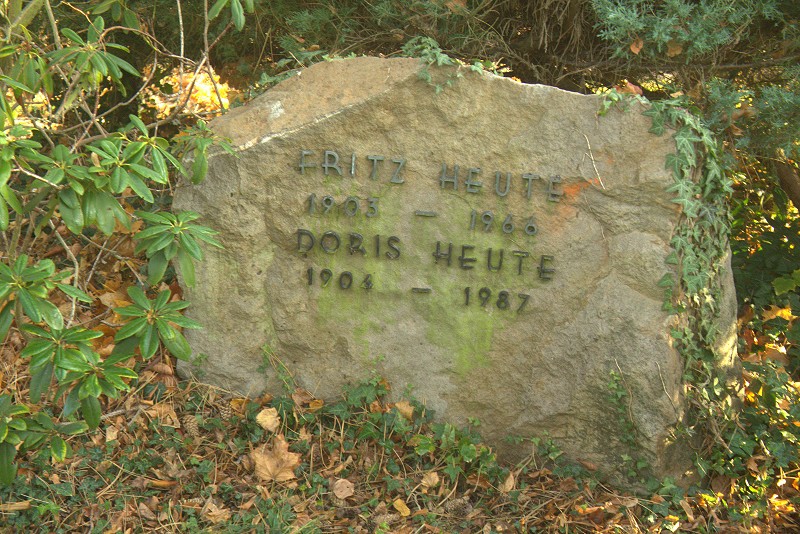 FRITZ HEUTE
1903 – 1966
DORIS HEUTE
1904 – 1987